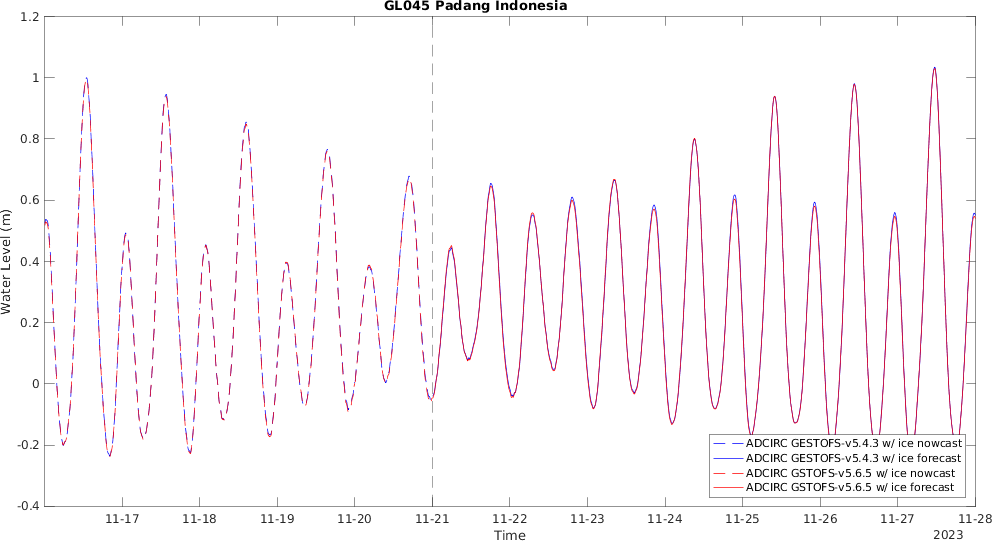 GL045 Padang Indonesia
1.2
1
0.8
0.6
0.4
0.2
0
-0.2
-0.4
Water Level (m)
ADCIRC GESTOFS-v5.4.3 w/ ice nowcast
ADCIRC GESTOFS-v5.4.3 w/ ice forecast
ADCIRC GSTOFS-v5.6.5 w/ ice nowcast
ADCIRC GSTOFS-v5.6.5 w/ ice forecast
11-17 11-18 11-19 11-20 11-21 11-22 11-23 11-24 11-25 11-26 11-27 11-28
Time
2023